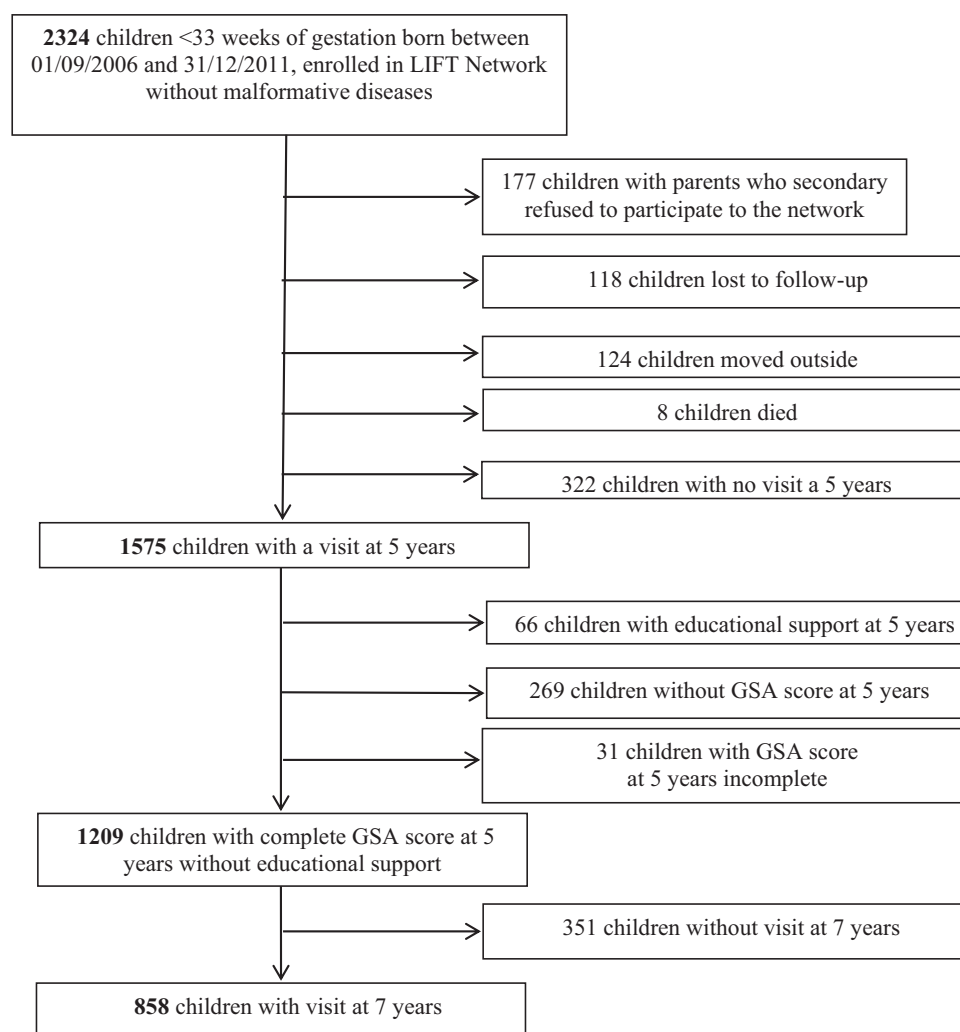 2324 children <33 weeks of gestation born between
01/09/2006 and 31/12/2011, enrolled in LIFT Network
without malformative diseases
177 children with parents who secondary
refused to participate to the network
118 children lost to follow-up
124 children moved outside
8 children died
322 children with no visit a 5 years
1575 children with a visit at 5 years
66 children with educational support at 5 years
269 children without GSA score at 5 years
31 children with GSA score
at 5 years incomplete
1209 children with complete GSA score at 5
years without educational support
351 children without visit at 7 years
858 children with visit at 7 years